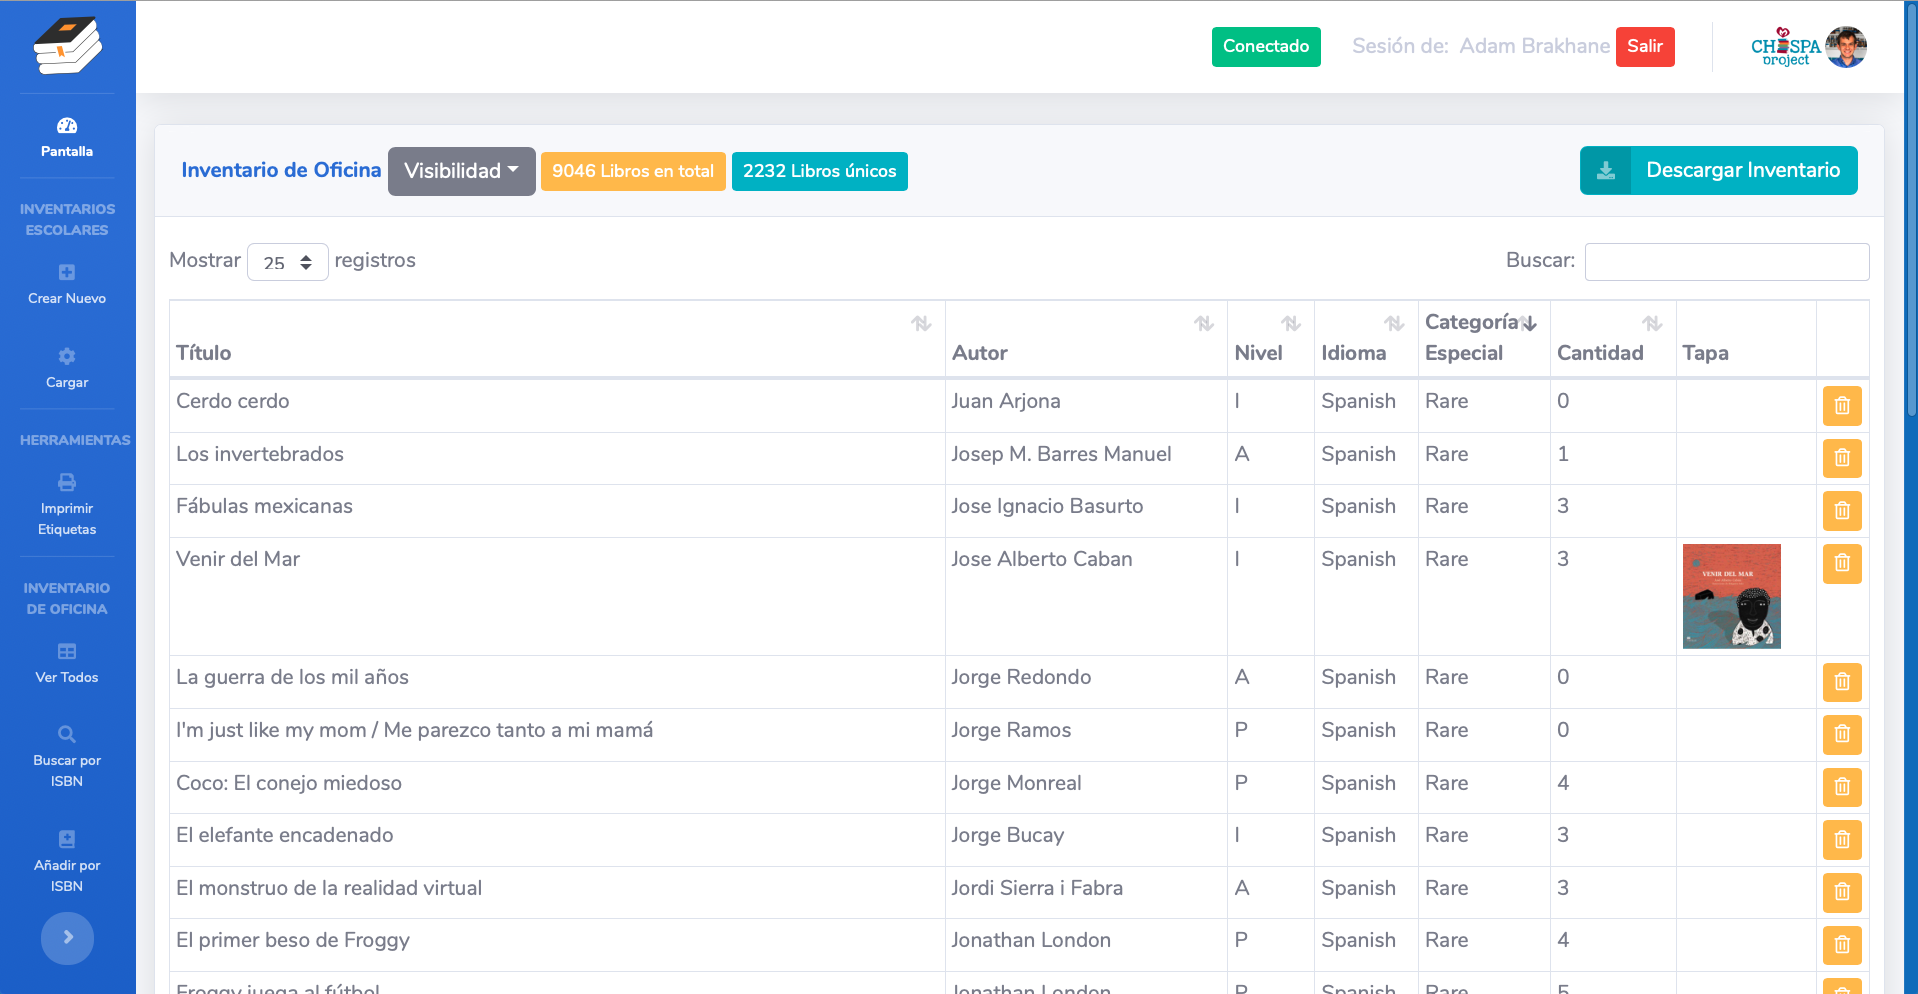 Conectado
Sesión de: Adam Brakhane
Salir
CHISPA
project
Pantalla
INVENTARIOS
ESCOLARES
Crear Nuevo
Cargar
HERRAMIENTAS
Imprimir
Etiquetas
INVENTARIO
DE OFICINA
Ver Todos
Buscar por
ISBN
Añadir por
ISBN
Inventario de Oficina
Visibilidad
9046 Libros en total
2232 Libros únicos
Descargar Inventario
Mostrar 25 registros
Buscar:
Título Autor Nivel Idioma Categoría Especial Cantidad Tapa
Cerdo cerdo Juan Arjona I Spanish Rare 0
Los invertebrados Josep M. Barres Manuel A Spanish Rare 1
Fábulas mexicanas Jose Ignacio Basurto I Spanish Rare 3
Venir del Mar Jose Alberto Caban I Spanish Rare 3
VENIR DEL MAR
La guerra de los mil años Jorge Redondo A Spanish Rare 0
I'm just like my mom / Me parezco tanto a mi mamá Jorge Ramos P Spanish Rare 0
Coco: El conejo miedoso Jorge Monreal P Spanish Rare 4
El elefante encadenado Jorge Bucay I Spanish Rare 3
El monstruo de la realidad virtual Jordi Sierra i Fabra A Spanish Rare 3
El primer beso de Froggy Jonathan London P Spanish Rare 4
Froggy juega al fútbol Jonathan London P Spanish Rare 5